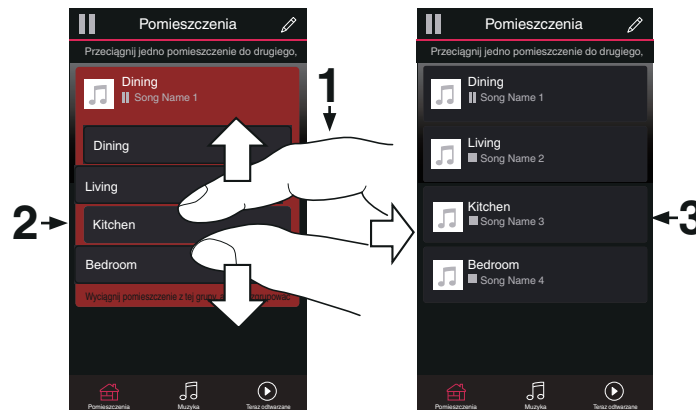 Pomieszczenia
Przeciągnij jedno pomieszczenie do drugiego,
Dining
Song Name 1
Dining
Living
Kitchen
Bedroom
Wyciągnij pomieszczenie z tej grupy,
Pomieszczenia
Muzyka
Teraz odtwarzane
1
2
Pomieszczenia
Przeciągnij jedno pomieszczenie do drugiego,
Dining
Song Name 1
Living
Song Name 2
Kitchen
Song Name 3
Bedroom
Song Name 4
Pomieszczenia
Muzyka
Teraz odtwarzane
3